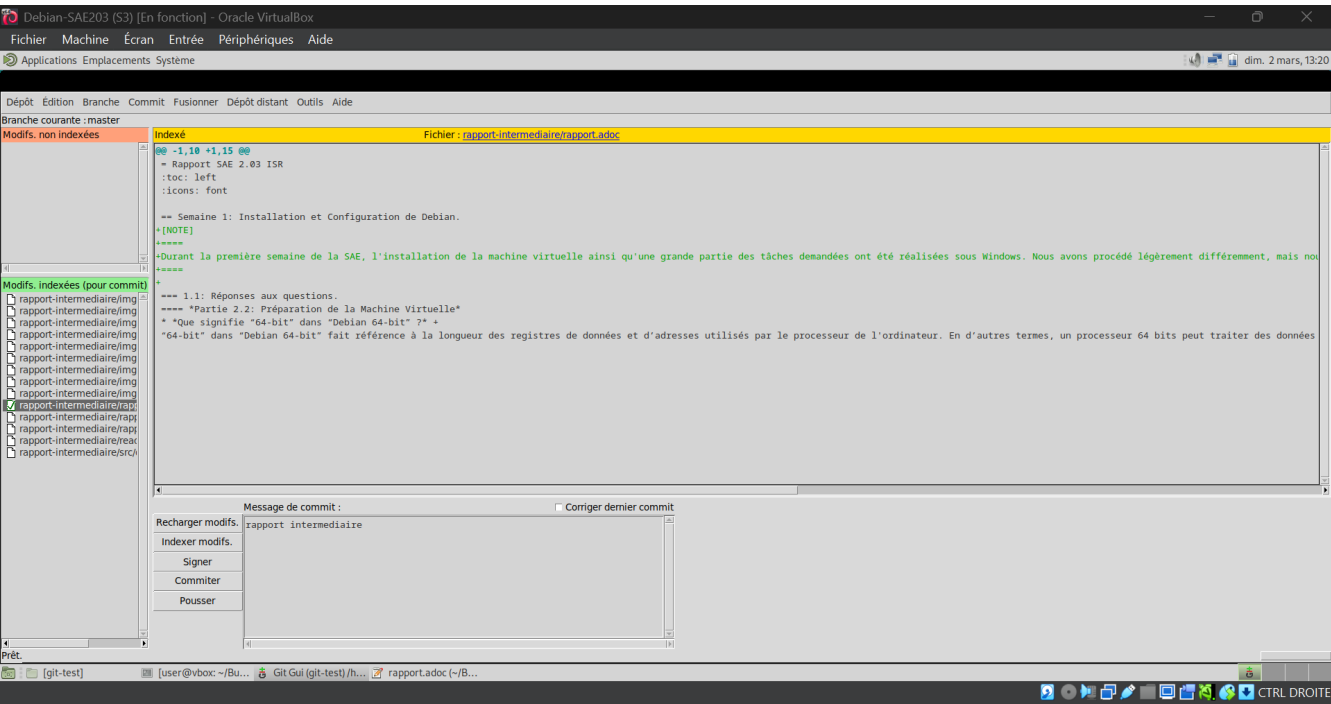 Debian-SAE203 (S3) [En fonction] - Oracle VirtualBox
Fichier Machine Écran Entrée Périphériques Aide
Applications Emplacements Système dim. 2 mars, 13:20
Dépôt Édition Branche Commit Fusionner Dépôt distant Outils Aide
Branche courante : master
Modifs. non indexées
Indexé Fichier : rapport-intermediaire/rapport.adoc
@@ -1,10 +1,15 @@
= Rapport SAE 2.03 ISR
:toc: left
:icons: font
== Semaine 1: Installation et Configuration de Debian.
+[NOTE]
+====
+Durant la première semaine de la SAE, l'installation de la machine virtuelle ainsi qu'une grande partie des tâches demandées ont été réalisées sous Windows. Nous avons procédé légèrement différemment, mais nou
+====
+
=== 1.1: Réponses aux questions.
==== *Partie 2.2: Préparation de la Machine Virtuelle*
* *Que signifie “64-bit” dans “Debian 64-bit” ?* +
“64-bit” dans “Debian 64-bit” fait référence à la longueur des registres de données et d'adresses utilisés par le processeur de l'ordinateur. En d'autres termes, un processeur 64 bits peut traiter des données
Modifs. indexées (pour commit)
rapport-intermediaire/img
rapport-intermediaire/img
rapport-intermediaire/img
rapport-intermediaire/img
rapport-intermediaire/img
rapport-intermediaire/img
rapport-intermediaire/img
rapport-intermediaire/img
rapport-intermediaire/img
rapport-intermediaire/rapp
rapport-intermediaire/rapp
rapport-intermediaire/rapp
rapport-intermediaire/reac
rapport-intermediaire/src/
Message de commit :
Corriger dernier commit
Recharger modifs.
Indexer modifs.
Signer
Commiter
Pousser
rapport intermediaire
Prêt.
[git-test] [user@vbox: ~/Bu... Git Gui (git-test) /h... rapport.adoc (~/B...
CTRL DROITE